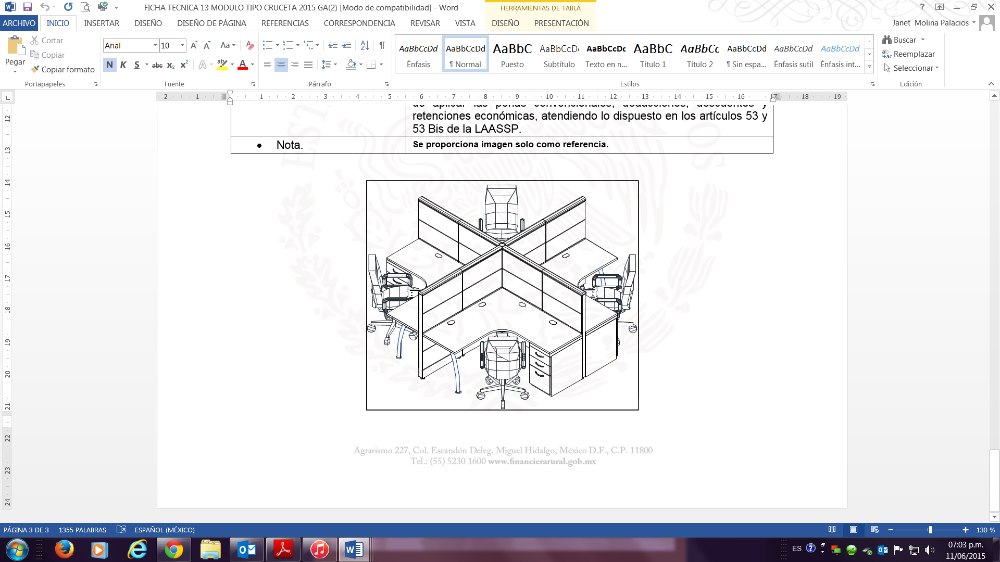 FICHA TECNICA 13 MODULO TIPO CRUCETA 2015 GA(2) [Modo de compatibilidad] - Word
HERRAMIENTAS DE TABLA
?
ARCHIVO INICIO INSERTAR DISEÑO DISEÑO DE PÁGINA REFERENCIAS CORRESPONDENCIA REVISAR VISTA DISEÑO PRESENTACIÓN
Janet Molina Palacios
Pegar
Cortar
Copiar
Copiar formato
Portapapeles
Arial 10
Aa
N K S abc x₂ x²
Fuente
Párrafo
AaBbCcDd AaBbCcDd AaBbC AaBbCcDd AaBbCcDc AaBbC AaBbCc AaBbCcDd AaBbCcDd AaBbCcDd
Énfasis ¶ Normal Puesto Subtítulo Texto en n... Título 1 Título 2 ¶ Sin espa... Énfasis sutil Énfasis int...
Estilos
Buscar
Reemplazar
Seleccionar
Edición
2 1 1 2 3 4 5 6 7 8 9 10 11 12 13 14 15 16 17 18 19
12 13 14 15 16 17 18 19 20 21 22 23 24
de aplicar las penas convencionales, deducciones, descuentos y
retenciones económicas, atendiendo lo dispuesto en los artículos 53 y
53 Bis de la LAASSP.
• Nota.
Se proporciona imagen solo como referencia.
Agrarismo 227, Col. Escandón Deleg. Miguel Hidalgo, México D.F., C.P. 11800
Tel.: (55) 5230 1600 www.financierarural.gob.mx
PÁGINA 3 DE 3 1355 PALABRAS ESPAÑOL (MÉXICO)
130 %
ES
07:03 p.m.
11/06/2015